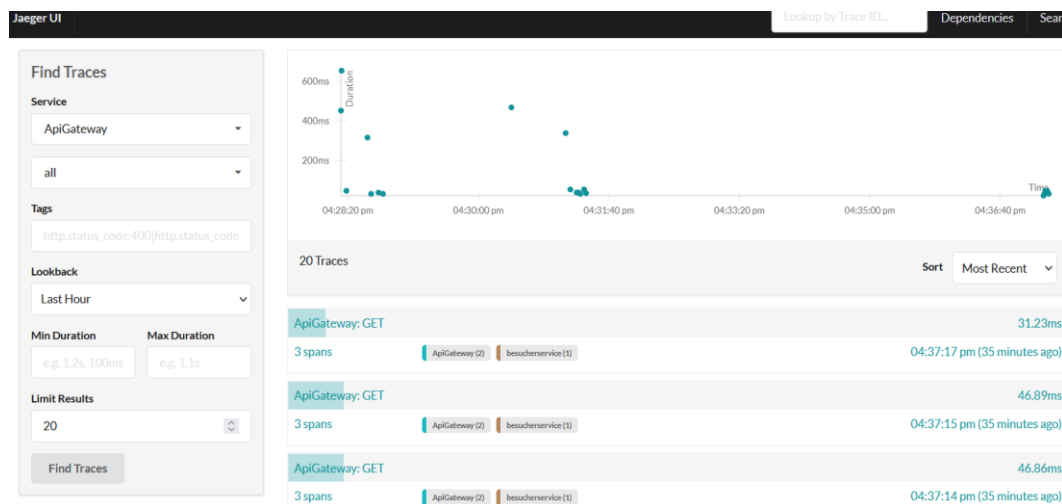 Jaeger UI
Lookup by Trace ID...
Dependencies
Sear
Find Traces
Service
ApiGateway
all
Tags
http.status_code:400|http.status_code
Lookback
Last Hour
Min Duration Max Duration
e.g. 1.2s, 100ms e.g. 1.1s
Limit Results
20
Find Traces
Duration
600ms
400ms
200ms
Time
04:28:20 pm 04:30:00 pm 04:31:40 pm 04:33:20 pm 04:35:00 pm 04:36:40 pm
20 Traces
Sort Most Recent
ApiGateway: GET 31.23ms
3 spans ApiGateway (2) besucherservice (1) 04:37:17 pm (35 minutes ago)
ApiGateway: GET 46.89ms
3 spans ApiGateway (2) besucherservice (1) 04:37:15 pm (35 minutes ago)
ApiGateway: GET 46.86ms
3 spans ApiGateway (2) besucherservice (1) 04:37:14 pm (35 minutes ago)